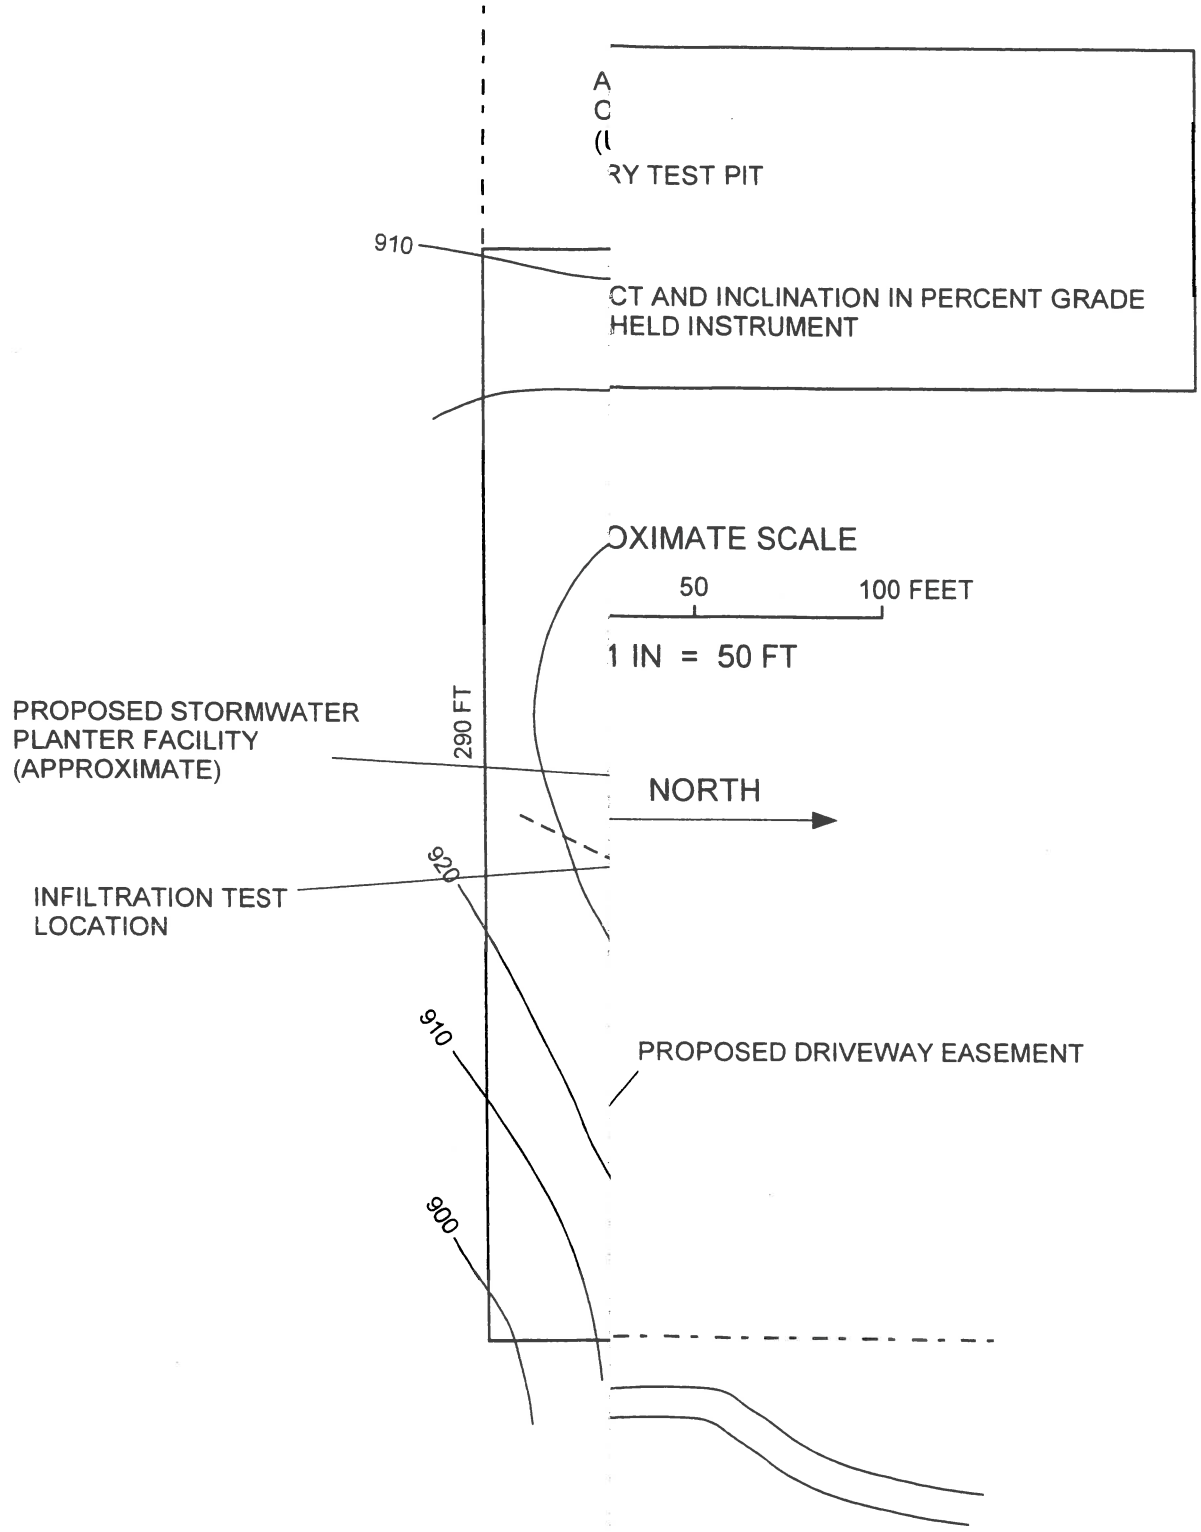 RY TEST PIT
910
CT AND INCLINATION IN PERCENT GRADE
HELD INSTRUMENT
OXIMATE SCALE
50 100 FEET
1 IN = 50 FT
290 FT
PROPOSED STORMWATER
PLANTER FACILITY
(APPROXIMATE)
NORTH
920
INFILTRATION TEST
LOCATION
910
PROPOSED DRIVEWAY EASEMENT
900